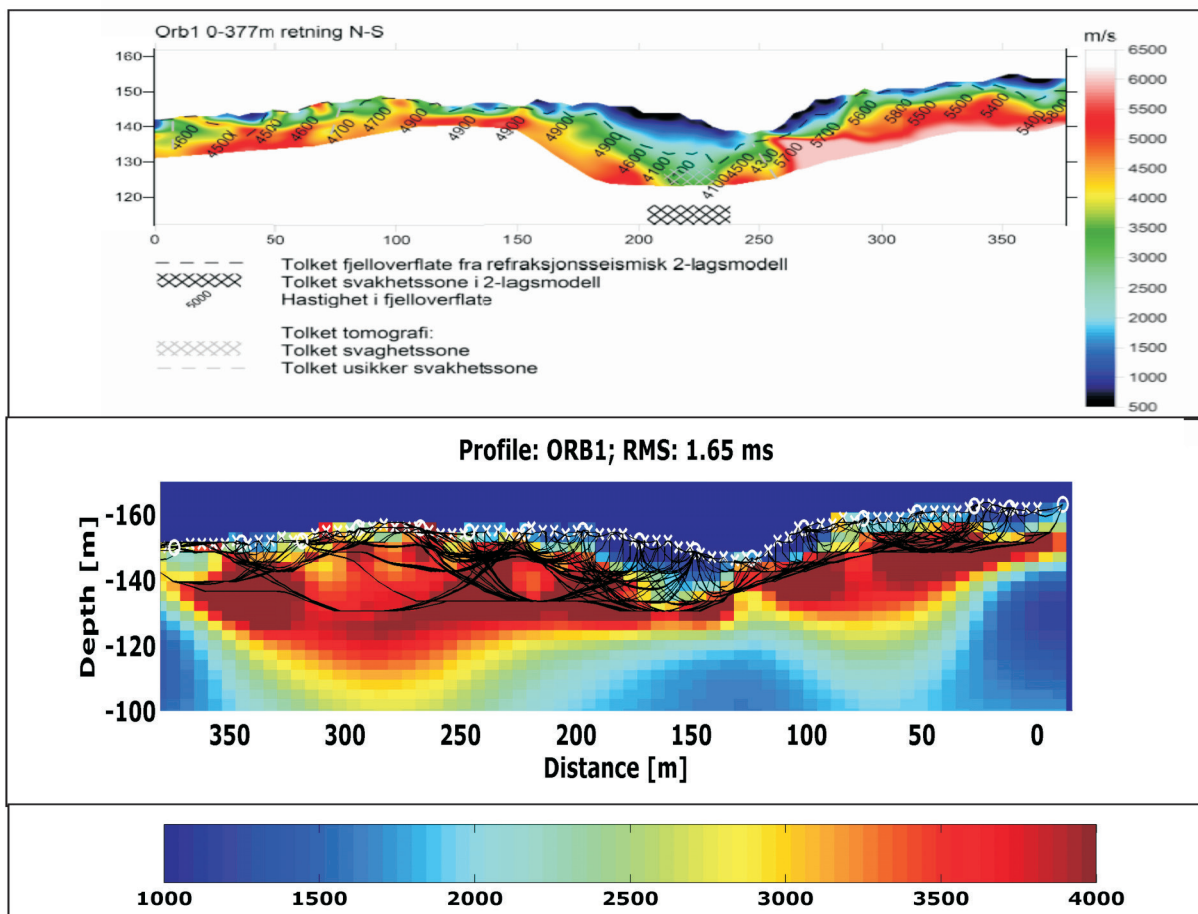 Orb1 0-377m retning N-S
m/s
160
150
140
130
120
0 50 100 150 200 250 300 350
4600 4500 4500 4600 4700 4700 4900 4900 4900 4900 4900 4600 4100 4100 4100 4500 4300 5700 5700 5600 5800 5500 5500 5400 5400 5600
6500
6000
5500
5000
4500
4000
3500
3000
2500
2000
1500
1000
500
Tolket fjelloverflate fra refraksjonsseismisk 2-lagsmodell
Tolket svakhetssone i 2-lagsmodell
5000 Hastighet i fjelloverflate
Tolket tomografi:
Tolket svaghetssone
Tolket usikker svakhetssone
Profile: ORB1; RMS: 1.65 ms
Depth [m]
-160
-140
-120
-100
350 300 250 200 150 100 50 0
Distance [m]
1000 1500 2000 2500 3000 3500 4000